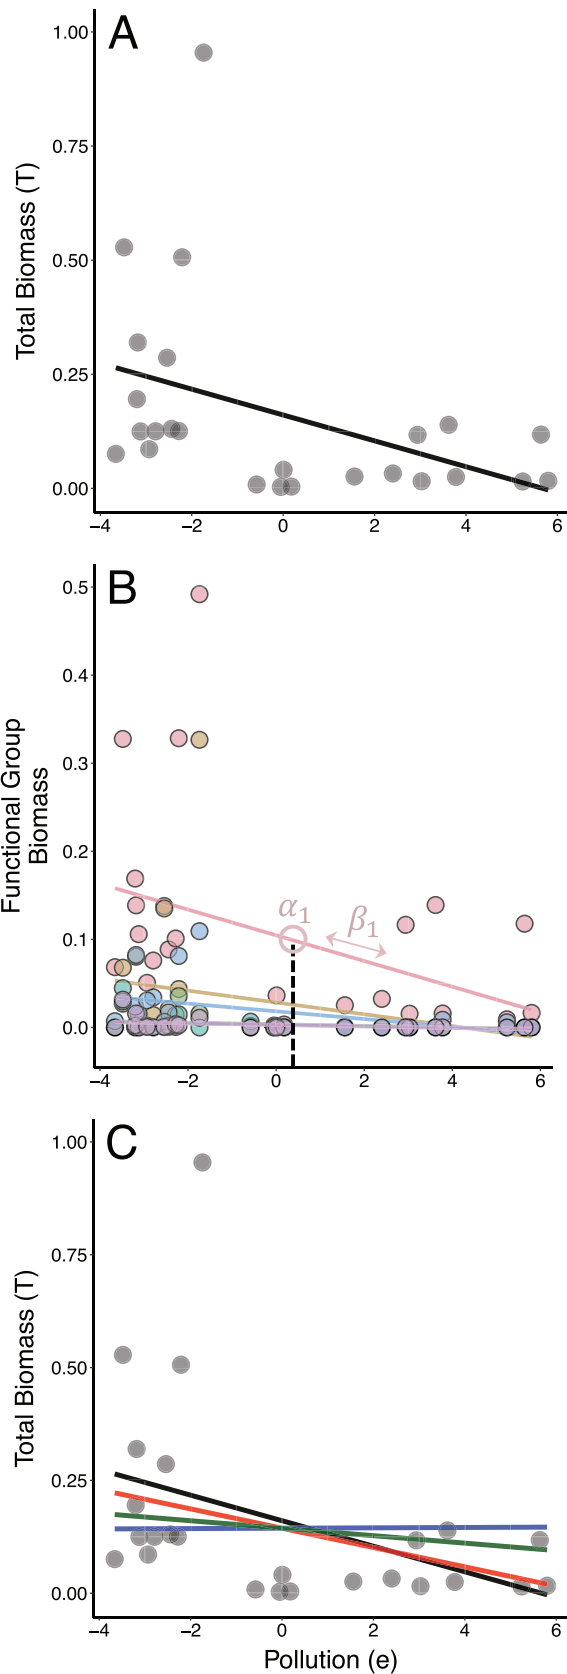 A
1.00
0.75
0.50
0.25
0.00
Total Biomass (T)
−4 −2 0 2 4 6
B
0.5
0.4
0.3
0.2
0.1
0.0
Functional Group
Biomass
α1
β1
−4 −2 0 2 4 6
C
1.00
0.75
0.50
0.25
0.00
Total Biomass (T)
−4 −2 0 2 4 6
Pollution (e)